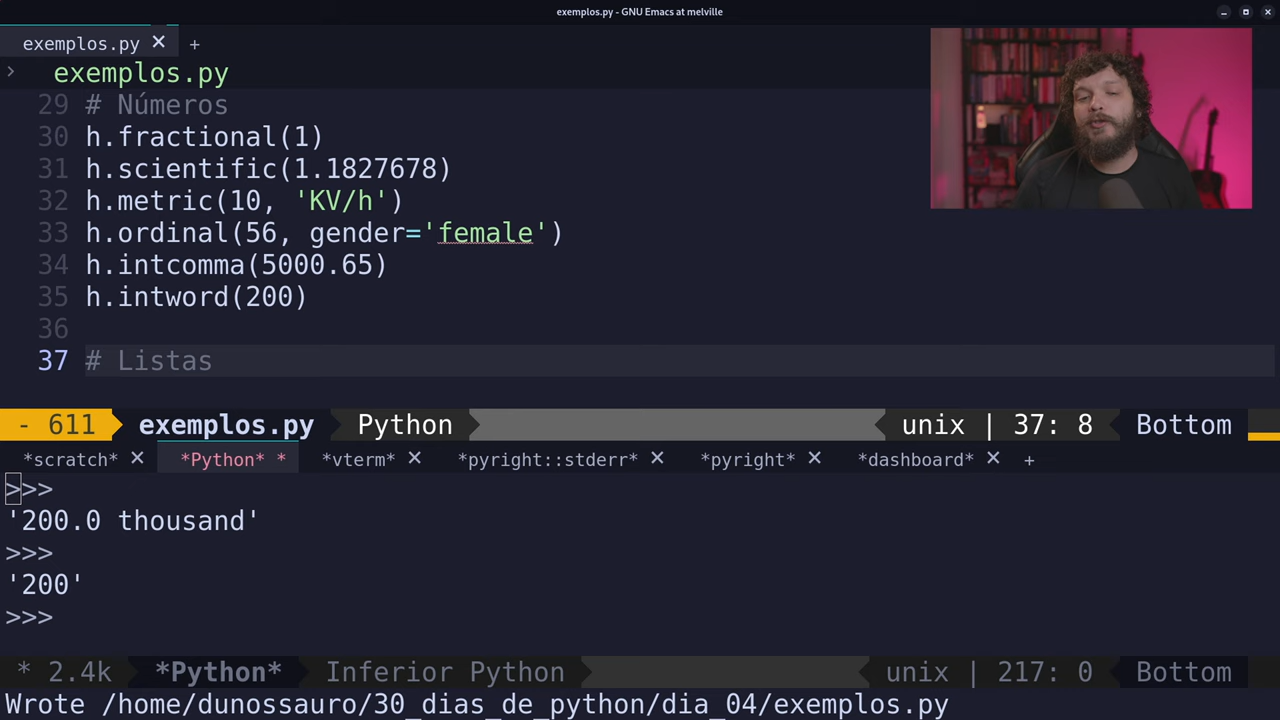 exemplos.py - GNU Emacs at melville
exemplos.py × +
> exemplos.py
29 # Números
30 h.fractional(1)
31 h.scientific(1.1827678)
32 h.metric(10, 'KV/h')
33 h.ordinal(56, gender='female')
34 h.intcomma(5000.65)
35 h.intword(200)
36
37 # Listas
- 611 exemplos.py Python unix | 37: 8 Bottom
*scratch* × *Python* * *vterm* × *pyright::stderr* × *pyright* × *dashboard* × +
>>>
'200.0 thousand'
>>>
'200'
>>>
* 2.4k *Python* Inferior Python unix | 217: 0 Bottom
Wrote /home/dunossauro/30_dias_de_python/dia_04/exemplos.py